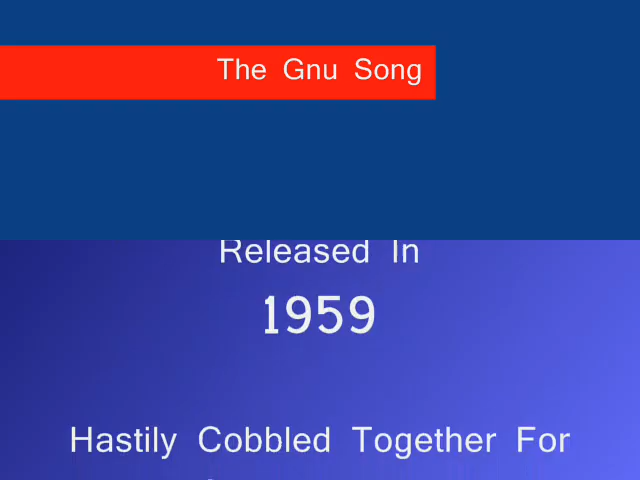 The Gnu Song
Released In
1959
Hastily Cobbled Together For